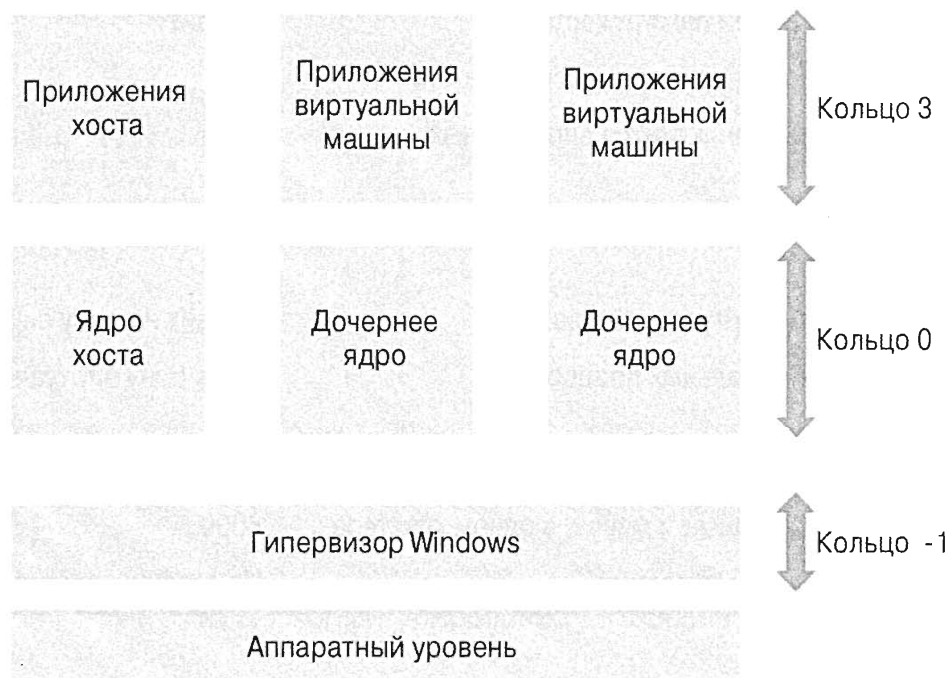 Приложения
хоста
Приложения
виртуальной
машины
Приложения
виртуальной
машины
Кольцо 3
Ядро
хоста
Дочернее
ядро
Дочернее
ядро
Кольцо 0
Гипервизор Windows
Кольцо -1
Аппаратный уровень